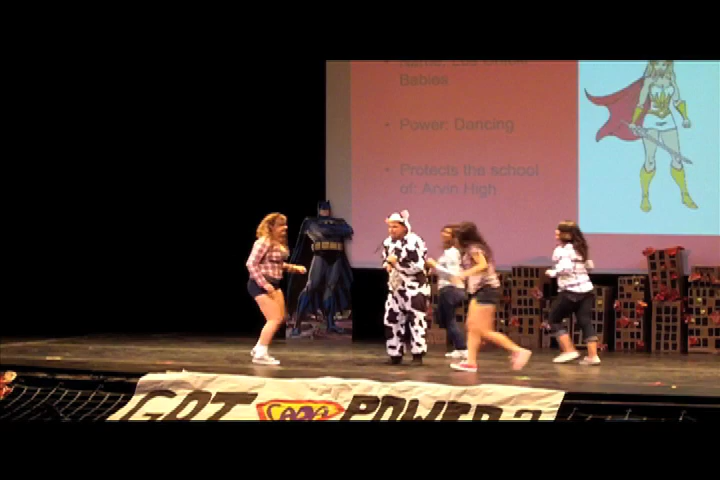 Babies
• Power: Dancing
• Protects the school
of: Arvin High
GOT POWER?